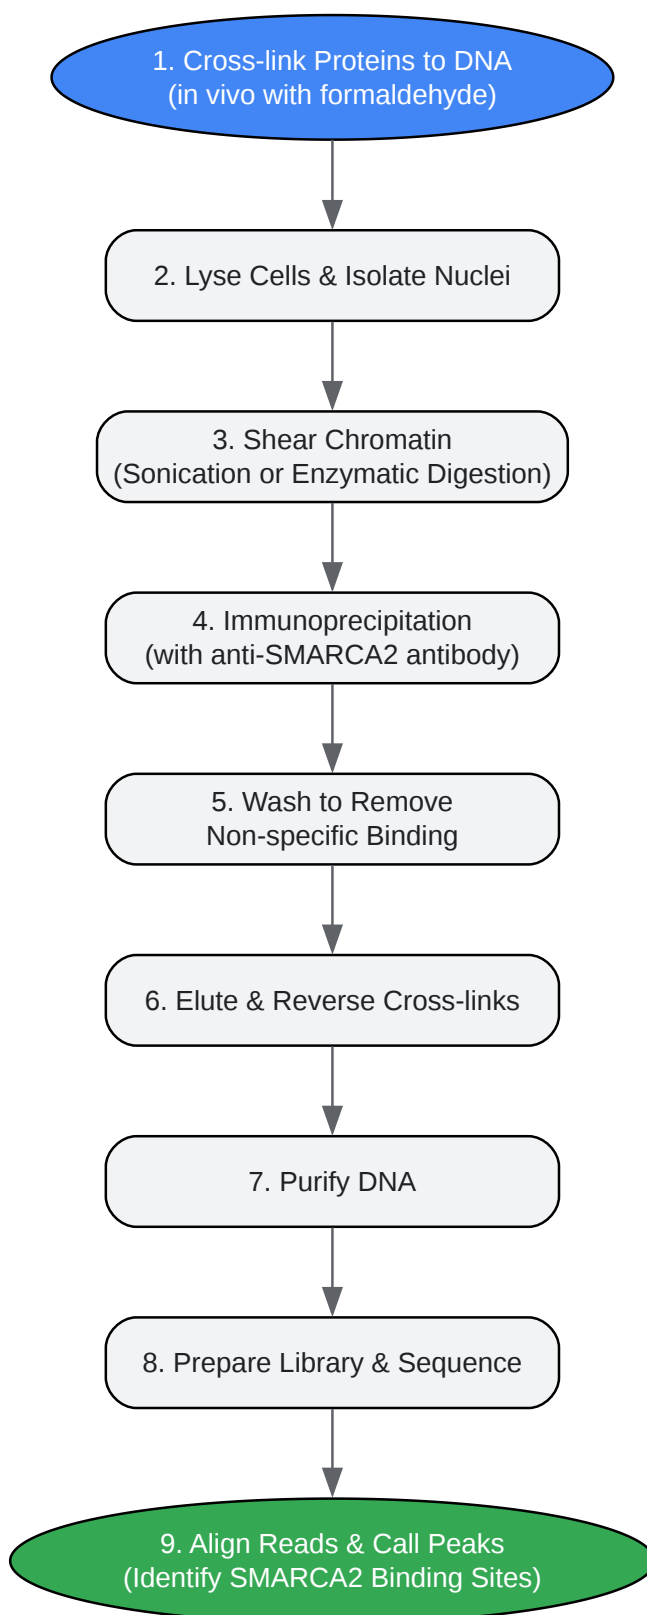 1. Cross-link Proteins to DNA
(in vivo with formaldehyde)
2. Lyse Cells & Isolate Nuclei
3. Shear Chromatin
(Sonication or Enzymatic Digestion)
4. Immunoprecipitation
(with anti-SMARCA2 antibody)
5. Wash to Remove
Non-specific Binding
6. Elute & Reverse Cross-links
7. Purify DNA
8. Prepare Library & Sequence
9. Align Reads & Call Peaks
(Identify SMARCA2 Binding Sites)